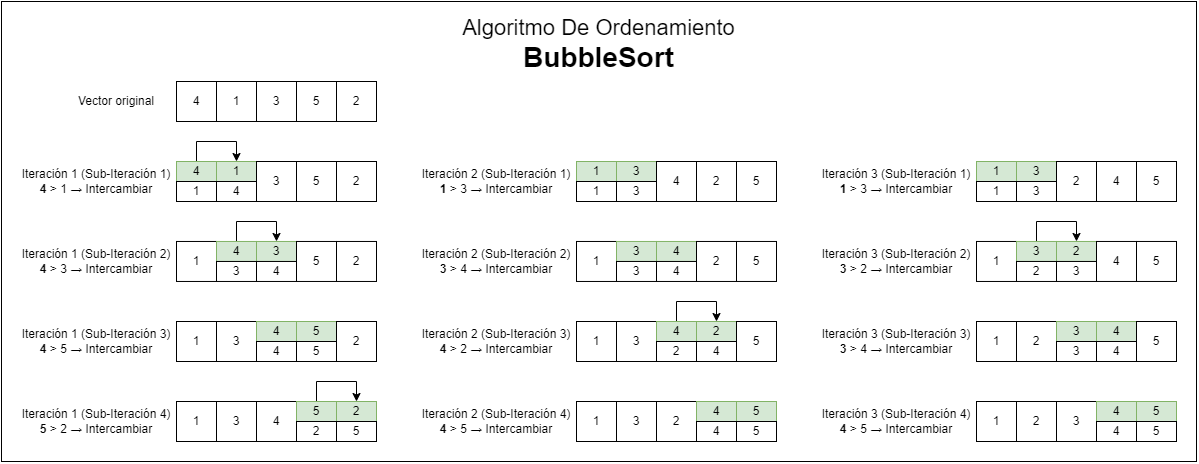 Algoritmo De Ordenamiento
BubbleSort
Vector original
4 1 3 5 2
Iteración 1 (Sub-Iteración 1)
4 > 1 → Intercambiar
4 1
3 5 2
1 4
Iteración 2 (Sub-Iteración 1)
1 > 3 → Intercambiar
1 3
4 2 5
1 3
Iteración 3 (Sub-Iteración 1)
1 > 3 → Intercambiar
1 3
2 4 5
1 3
Iteración 1 (Sub-Iteración 2)
4 > 3 → Intercambiar
4 3
1 5 2
3 4
Iteración 2 (Sub-Iteración 2)
3 > 4 → Intercambiar
3 4
1 2 5
3 4
Iteración 3 (Sub-Iteración 2)
3 > 2 → Intercambiar
3 2
1 4 5
2 3
Iteración 1 (Sub-Iteración 3)
4 > 5 → Intercambiar
4 5
1 3 2
4 5
Iteración 2 (Sub-Iteración 3)
4 > 2 → Intercambiar
4 2
1 3 5
2 4
Iteración 3 (Sub-Iteración 3)
3 > 4 → Intercambiar
3 4
1 2 5
3 4
Iteración 1 (Sub-Iteración 4)
5 > 2 → Intercambiar
5 2
1 3 4
2 5
Iteración 2 (Sub-Iteración 4)
4 > 5 → Intercambiar
4 5
1 3 2
4 5
Iteración 3 (Sub-Iteración 4)
4 > 5 → Intercambiar
4 5
1 2 3
4 5